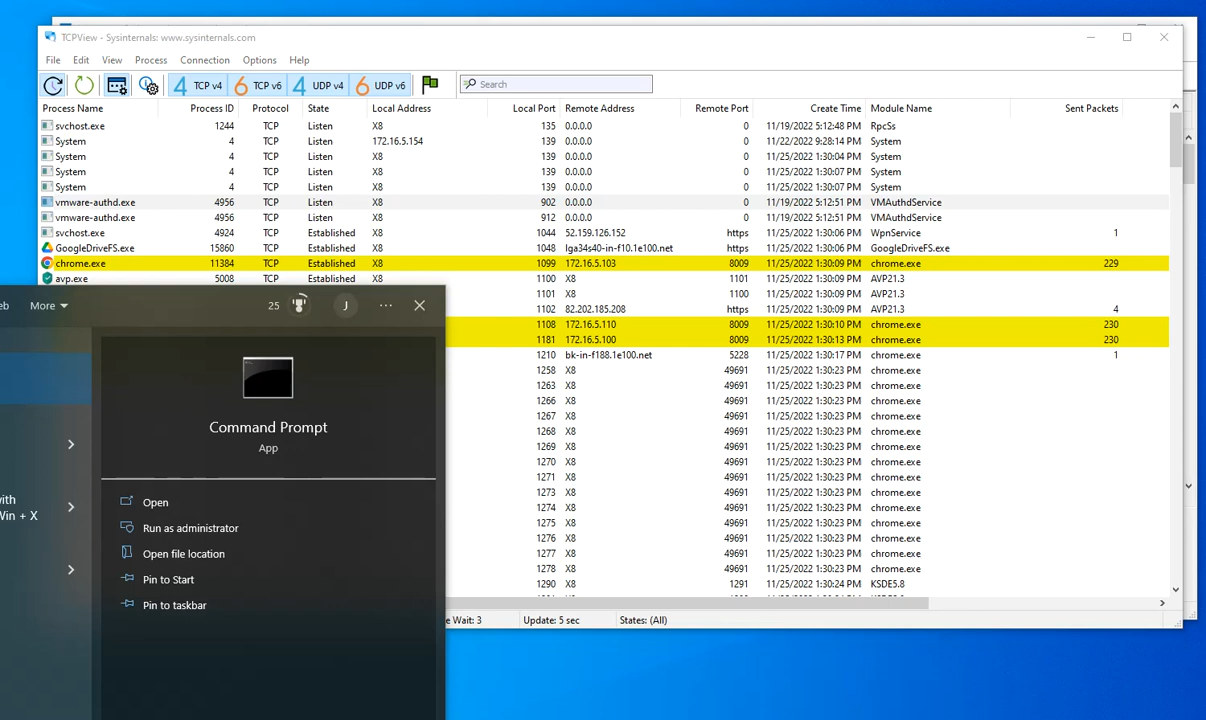 TCPView - Sysinternals: www.sysinternals.com
File Edit View Process Connection Options Help
4 TCP v4 6 TCP v6 4 UDP v4 6 UDP v6 Search
Process Name Process ID Protocol State Local Address Local Port Remote Address Remote Port Create Time Module Name Sent Packets
svchost.exe 1244 TCP Listen X8 135 0.0.0.0 0 11/19/2022 5:12:48 PM RpcSs
System 4 TCP Listen 172.16.5.154 139 0.0.0.0 0 11/22/2022 9:28:14 PM System
System 4 TCP Listen X8 139 0.0.0.0 0 11/25/2022 1:30:04 PM System
System 4 TCP Listen X8 139 0.0.0.0 0 11/25/2022 1:30:07 PM System
System 4 TCP Listen X8 139 0.0.0.0 0 11/25/2022 1:30:07 PM System
vmware-authd.exe 4956 TCP Listen X8 902 0.0.0.0 0 11/19/2022 5:12:51 PM VMAuthdService
vmware-authd.exe 4956 TCP Listen X8 912 0.0.0.0 0 11/19/2022 5:12:51 PM VMAuthdService
svchost.exe 4924 TCP Established X8 1044 52.159.126.152 https 11/25/2022 1:30:06 PM WpnService 1
GoogleDriveFS.exe 15860 TCP Established X8 1048 lga34s40-in-f10.1e100.net https 11/25/2022 1:30:06 PM GoogleDriveFS.exe
chrome.exe 11384 TCP Established X8 1099 172.16.5.103 8009 11/25/2022 1:30:09 PM chrome.exe 229
avp.exe 5008 TCP Established X8 1100 X8 1101 11/25/2022 1:30:09 PM AVP21.3
1101 X8 1100 11/25/2022 1:30:09 PM AVP21.3
1102 82.202.185.208 https 11/25/2022 1:30:09 PM AVP21.3 4
1108 172.16.5.110 8009 11/25/2022 1:30:10 PM chrome.exe 230
1181 172.16.5.100 8009 11/25/2022 1:30:13 PM chrome.exe 230
1210 bk-in-f188.1e100.net 5228 11/25/2022 1:30:17 PM chrome.exe 1
1258 X8 49691 11/25/2022 1:30:23 PM chrome.exe
1263 X8 49691 11/25/2022 1:30:23 PM chrome.exe
1266 X8 49691 11/25/2022 1:30:23 PM chrome.exe
1267 X8 49691 11/25/2022 1:30:23 PM chrome.exe
1268 X8 49691 11/25/2022 1:30:23 PM chrome.exe
1269 X8 49691 11/25/2022 1:30:23 PM chrome.exe
1270 X8 49691 11/25/2022 1:30:23 PM chrome.exe
1271 X8 49691 11/25/2022 1:30:23 PM chrome.exe
1273 X8 49691 11/25/2022 1:30:23 PM chrome.exe
1274 X8 49691 11/25/2022 1:30:23 PM chrome.exe
1275 X8 49691 11/25/2022 1:30:23 PM chrome.exe
1276 X8 49691 11/25/2022 1:30:23 PM chrome.exe
1277 X8 49691 11/25/2022 1:30:23 PM chrome.exe
1278 X8 49691 11/25/2022 1:30:23 PM chrome.exe
1290 X8 1291 11/25/2022 1:30:24 PM KSDE5.8
e Wait: 3 Update: 5 sec States: (All)
eb More 25 J ...
Command Prompt
App
Open
Run as administrator
Open file location
Pin to Start
Pin to taskbar
with
Win + X